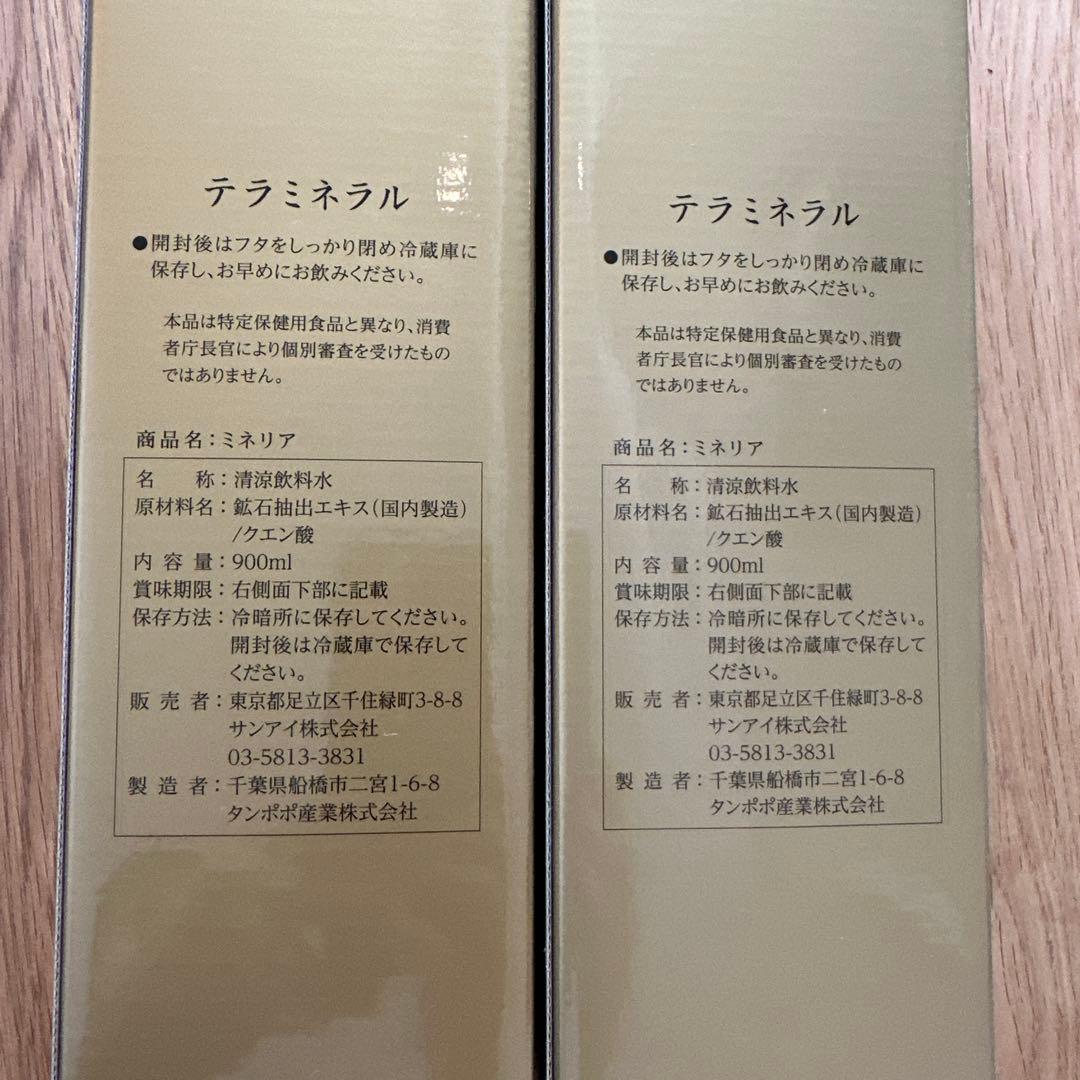 テラミネラル
●開封後はフタをしっかり閉め冷蔵庫に
保存し、お早めにお飲みください。
本品は特定保健用食品と異なり、消費
者庁長官により個別審査を受けたもの
ではありません。
商品名：ミネリア
名　称：清涼飲料水
原材料名：鉱石抽出エキス（国内製造）
/クエン酸
内容量：900ml
賞味期限：右側面下部に記載
保存方法：冷暗所に保存してください。
開封後は冷蔵庫で保存して
ください。
販売者：東京都足立区千住緑町3-8-8
サンアイ株式会社
03-5813-3831
製造者：千葉県船橋市二宮1-6-8
タンポポ産業株式会社
テラミネラル
●開封後はフタをしっかり閉め冷蔵庫に
保存し、お早めにお飲みください。
本品は特定保健用食品と異なり、消費
者庁長官により個別審査を受けたもの
ではありません。
商品名：ミネリア
名　称：清涼飲料水
原材料名：鉱石抽出エキス（国内製造）
/クエン酸
内容量：900ml
賞味期限：右側面下部に記載
保存方法：冷暗所に保存してください。
開封後は冷蔵庫で保存して
ください。
販売者：東京都足立区千住緑町3-8-8
サンアイ株式会社
03-5813-3831
製造者：千葉県船橋市二宮1-6-8
タンポポ産業株式会社